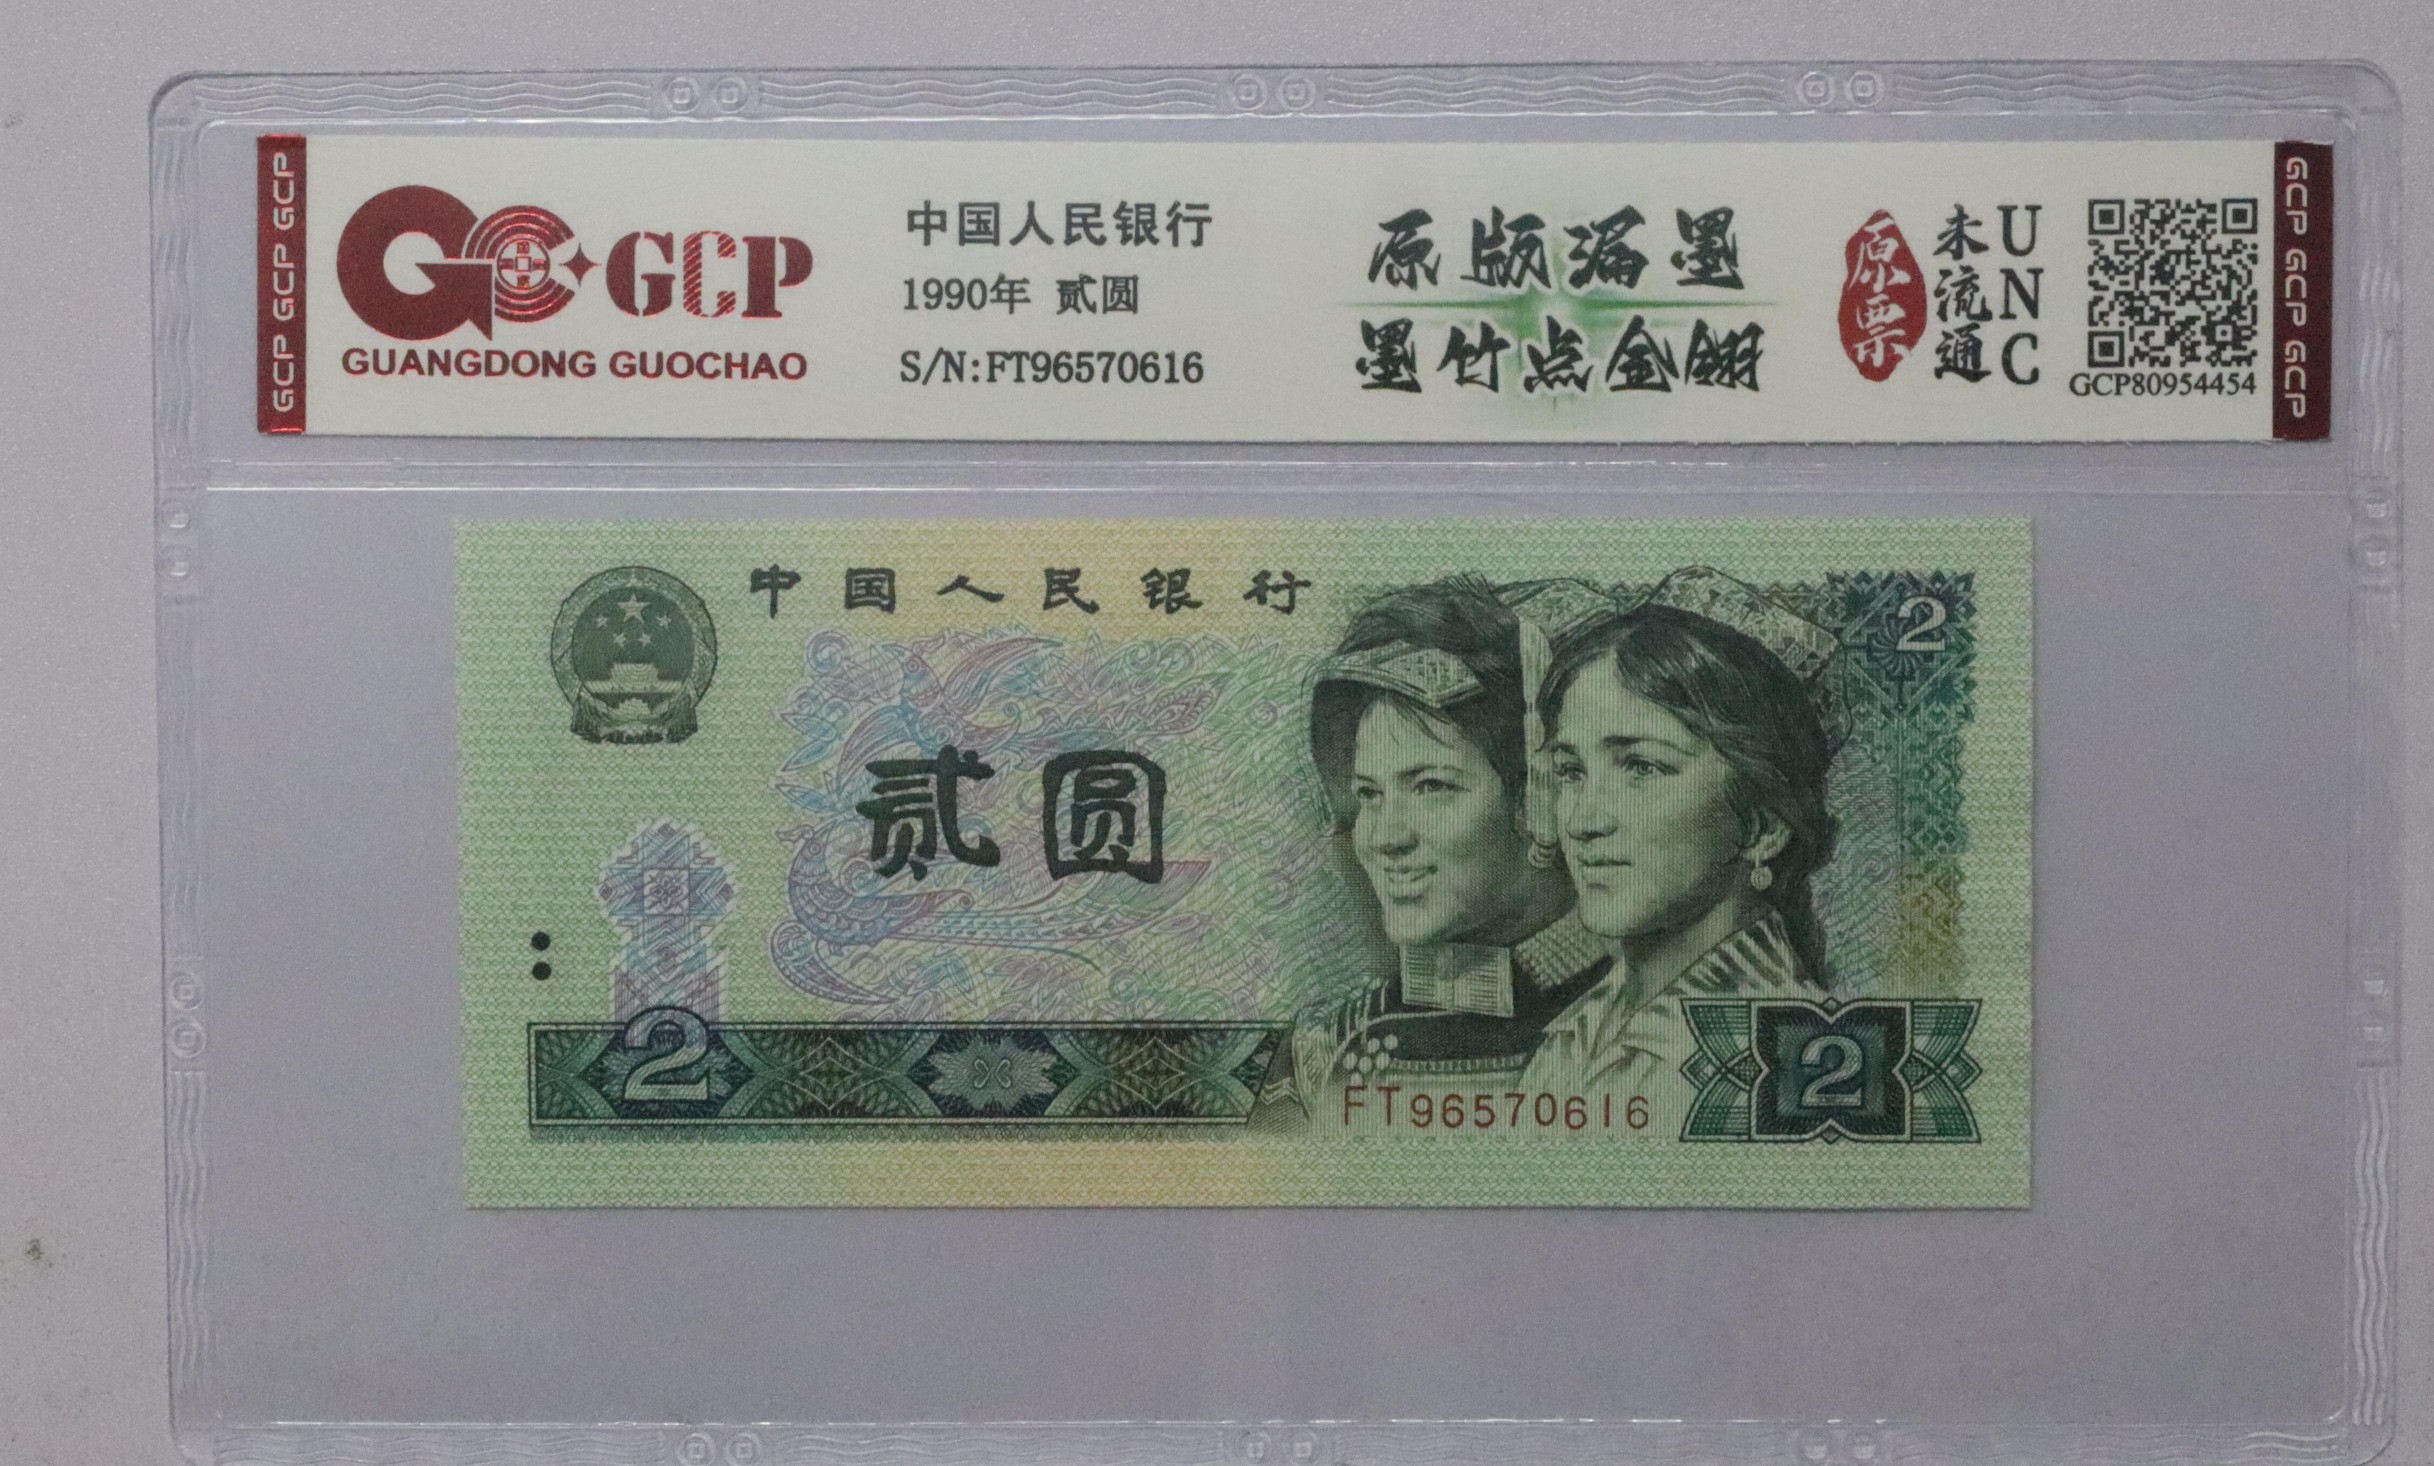 GCP GCP GCP
GCP
GUANGDONG GUOCHAO
中国人民银行
1990年 贰圆
S/N:FT96570616
原版漏墨
墨竹点金翎
原票
未流通
UNC
GCP80954454
GCP GCP GCP
中国人民银行
2
贰圆
2
FT96570616
2